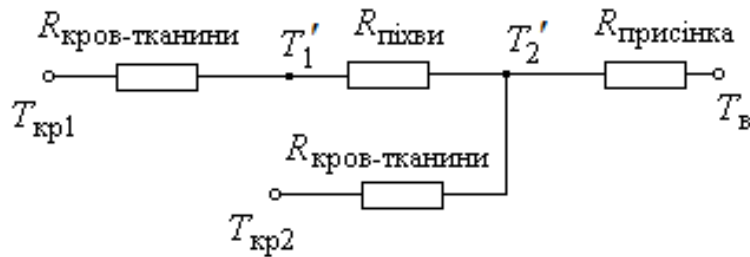 Rкров-тканини T1′ Rпіхви T2′ Rприсінка
Tкр1 Tв
Rкров-тканини
Tкр2